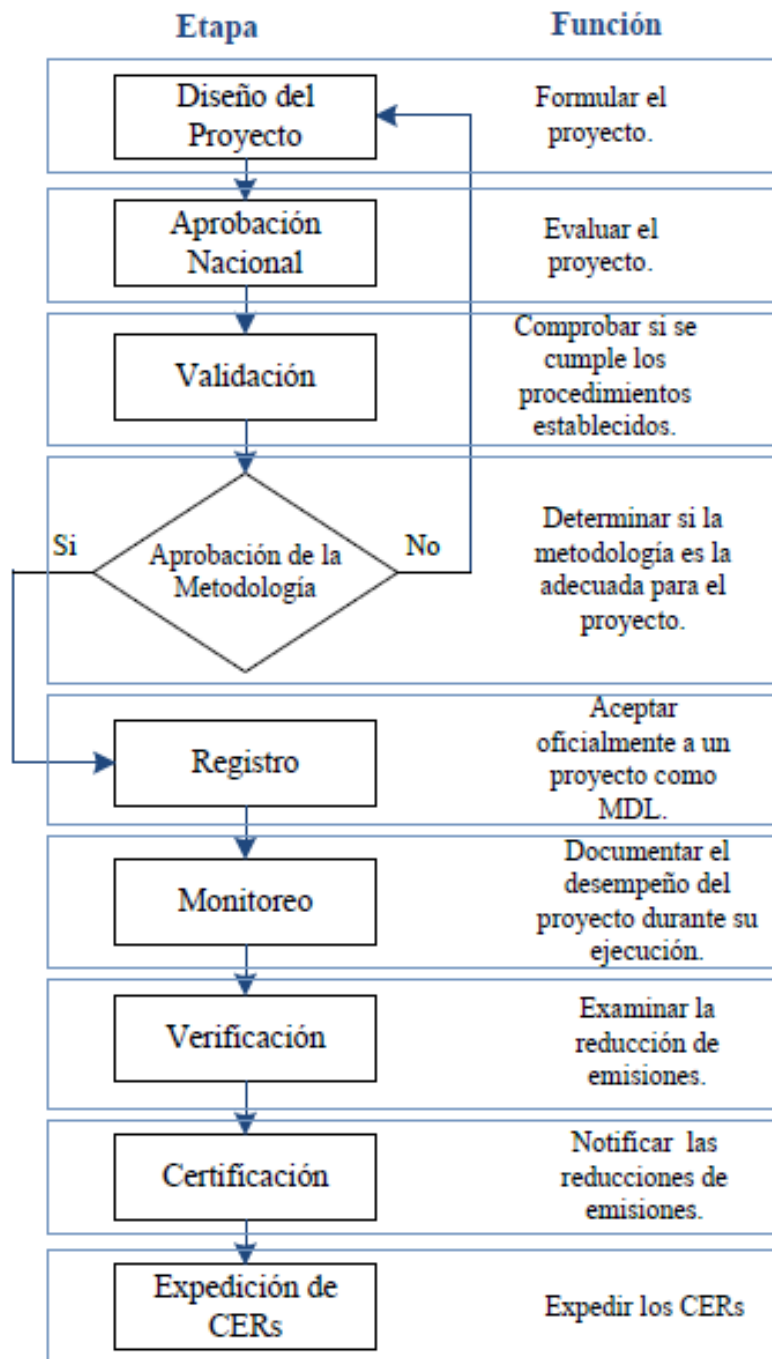 Etapa
Función
Diseño del
Proyecto
Formular el
proyecto.
Aprobación
Nacional
Evaluar el
proyecto.
Validación
Comprobar si se
cumple los
procedimientos
establecidos.
Si
Aprobación de la
Metodología
No
Determinar si la
metodología es la
adecuada para el
proyecto.
Registro
Aceptar
oficialmente a un
proyecto como
MDL.
Monitoreo
Documentar el
desempeño del
proyecto durante su
ejecución.
Verificación
Examinar la
reducción de
emisiones.
Certificación
Notificar las
reducciones de
emisiones.
Expedición de
CERs
Expedir los CERs